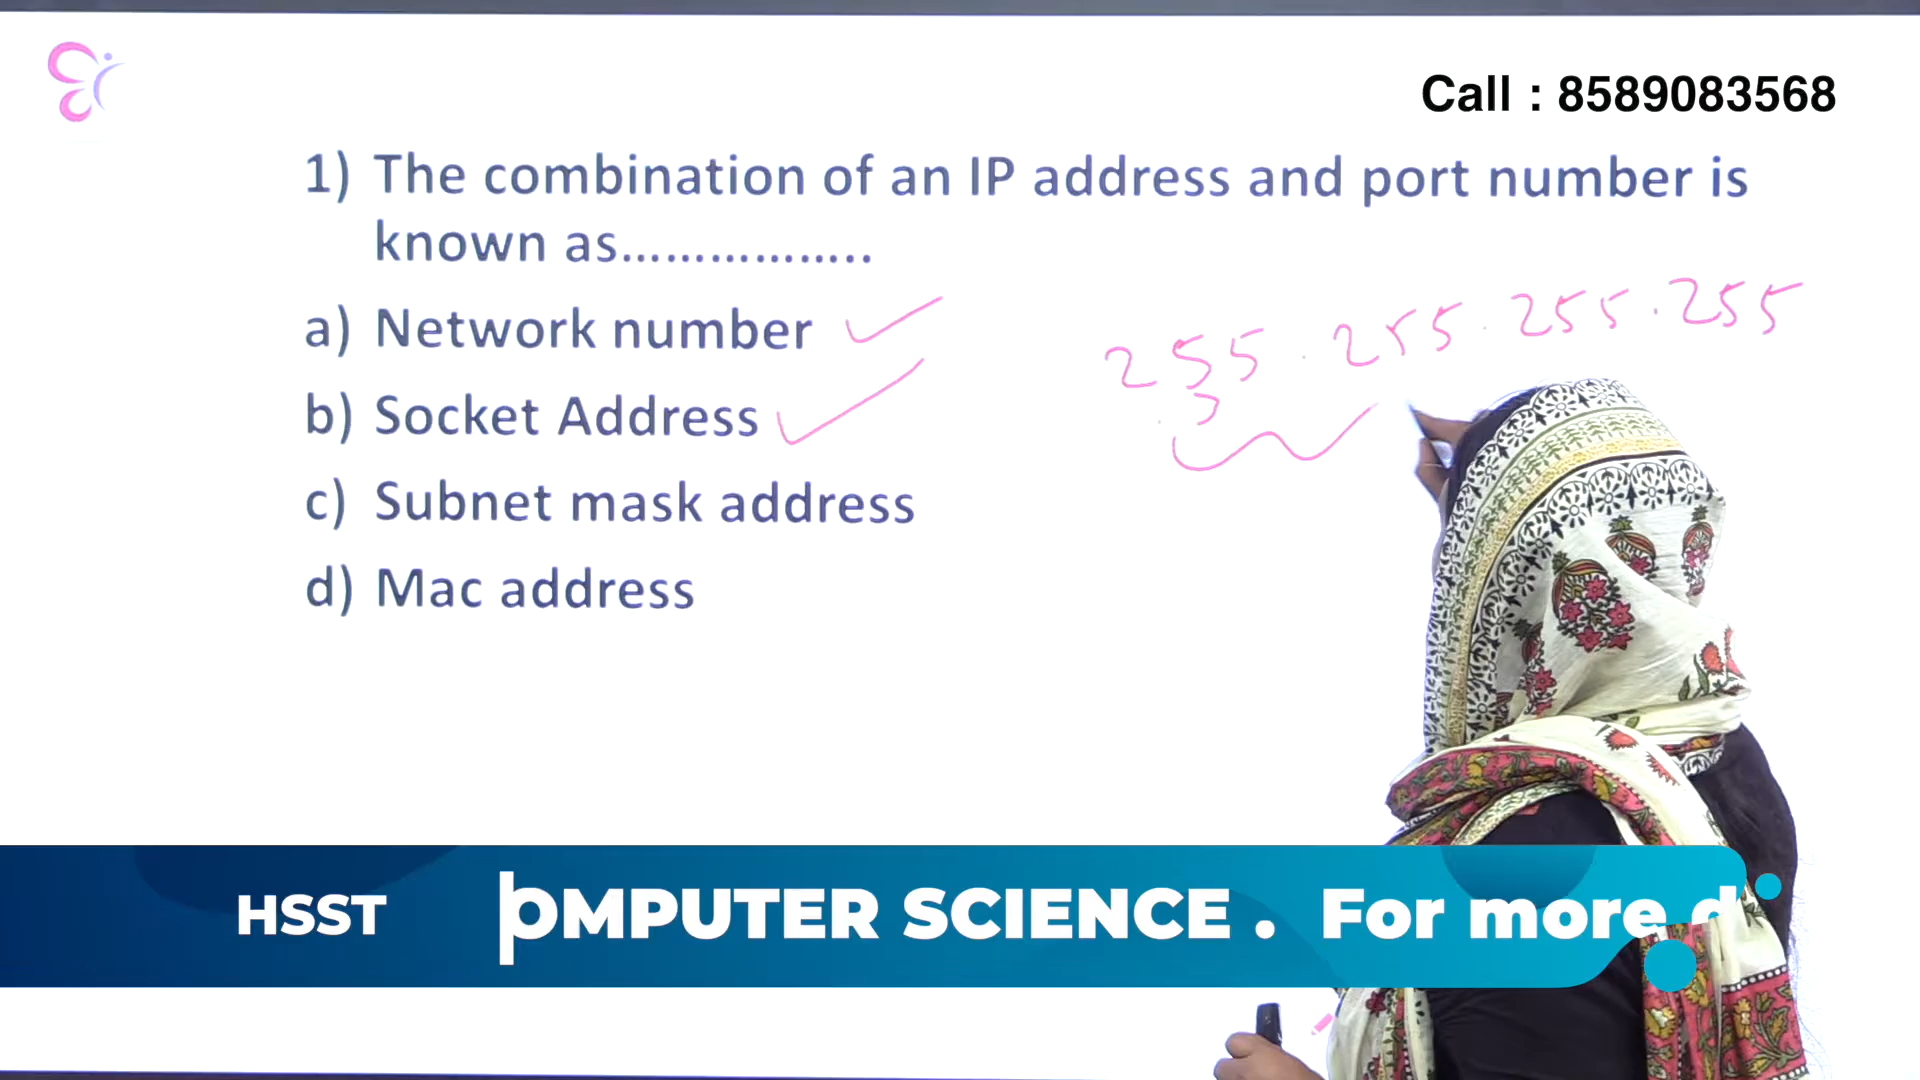 Call : 8589083568
1) The combination of an IP address and port number is
known as……………..
a) Network number
255.255.255.255
b) Socket Address
c) Subnet mask address
d) Mac address
HSST
OMPUTER SCIENCE . For more